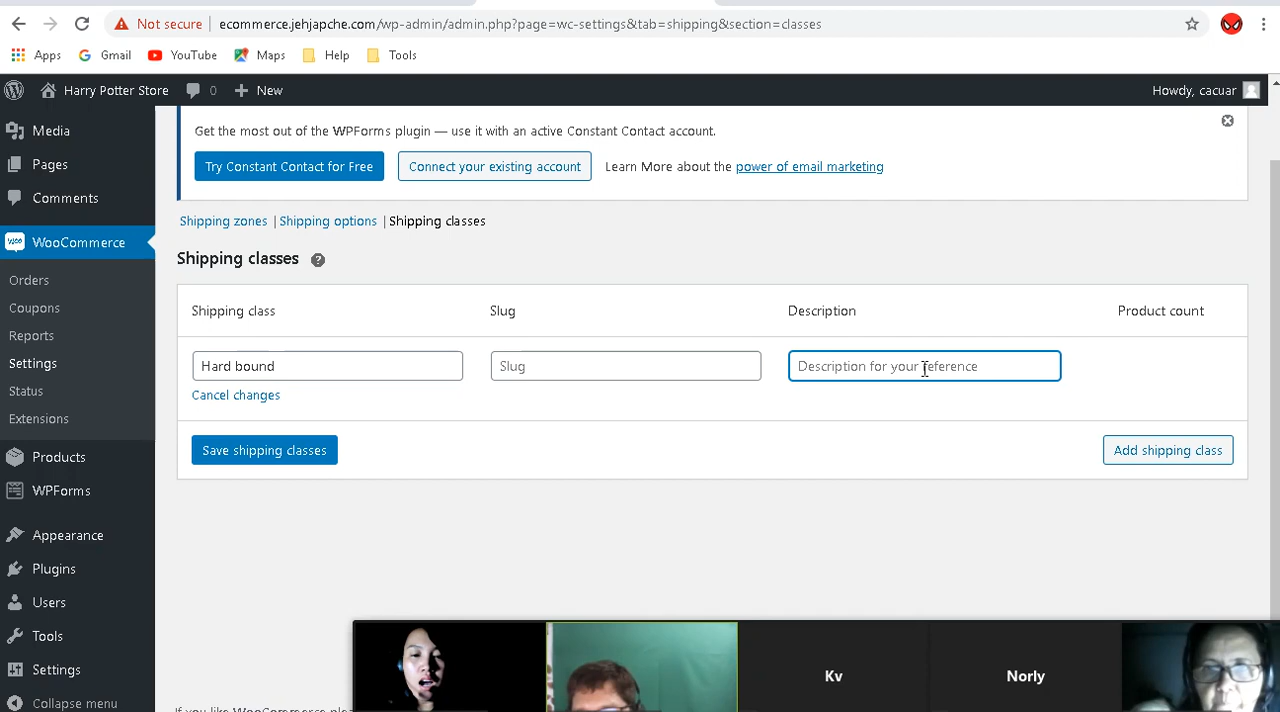 Not secure ecommerce.jehjapche.com/wp-admin/admin.php?page=wc-settings&tab=shipping&section=classes
Apps Gmail YouTube Maps Help Tools
Harry Potter Store 0 New Howdy, cacuar
Media
Pages
Comments
WooCommerce
Orders
Coupons
Reports
Settings
Status
Extensions
Products
WPForms
Appearance
Plugins
Users
Tools
Settings
Collapse menu
Get the most out of the WPForms plugin — use it with an active Constant Contact account.
Try Constant Contact for Free Connect your existing account Learn More about the power of email marketing
Shipping zones | Shipping options | Shipping classes
Shipping classes ?
Shipping class Slug Description Product count
Hard bound Slug Description for your reference
Cancel changes
Save shipping classes Add shipping class
Kv Norly
If you like WooCommerce